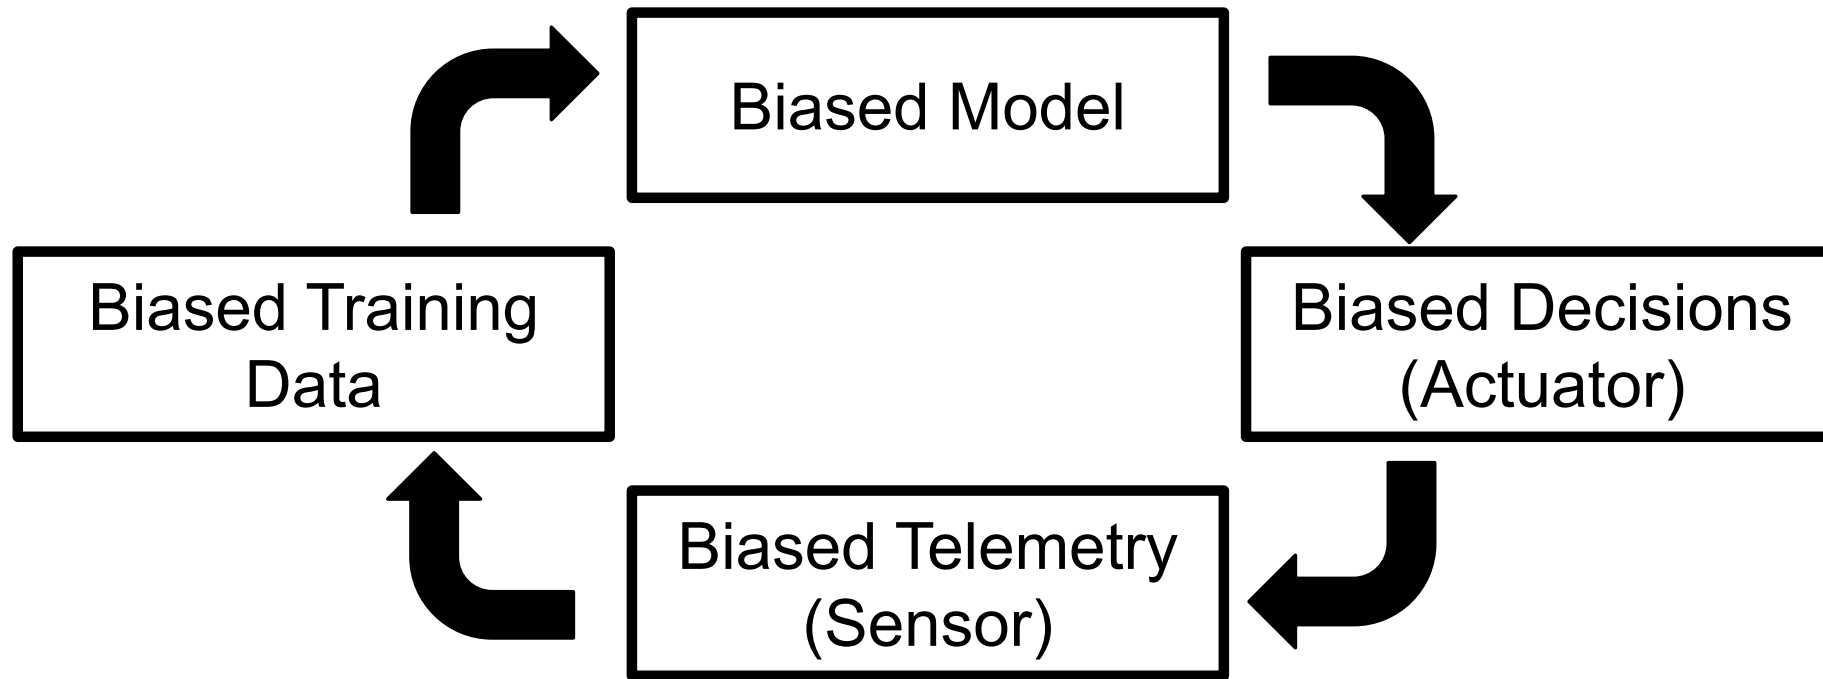 Biased Model
Biased Training
Data
Biased Decisions
(Actuator)
Biased Telemetry
(Sensor)